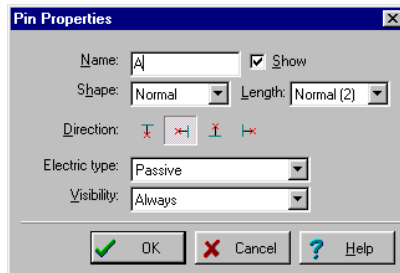 Pin Properties
Name: A Show
Shape: Normal Length: Normal (2)
Direction:
Electric type: Passive
Visibility: Always
OK Cancel Help